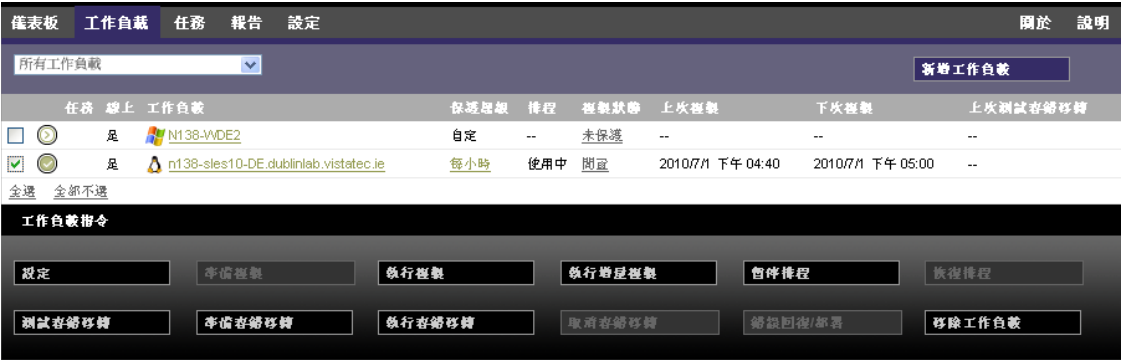 儀表板 工作負載 任務 報告 設定 關於 說明
所有工作負載 新增工作負載
任務 線上 工作負載 保護層級 排程 複製狀態 上次複製 下次複製 上次測試容錯移轉
是 N138-WDE2 自定 -- 未保護 -- -- --
是 n138-sles10-DE.dublinlab.vistatec.ie 每小時 使用中 閒置 2010/7/1 下午 04:40 2010/7/1 下午 05:00 --
全選 全部不選
工作負載指令
設定 準備複製 執行複製 執行增量複製 暫停排程 恢復排程
測試容錯移轉 準備容錯移轉 執行容錯移轉 取消容錯移轉 錯誤回復/部署 移除工作負載